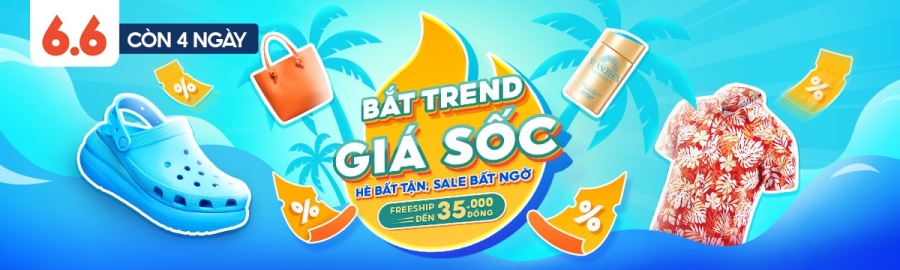 6.6 CÒN 4 NGÀY
BẮT TREND
GIÁ SỐC
HÈ BẤT TẬN, SALE BẤT NGỜ
FREESHIP ĐẾN 35.000 ĐỒNG
%
%
%
%